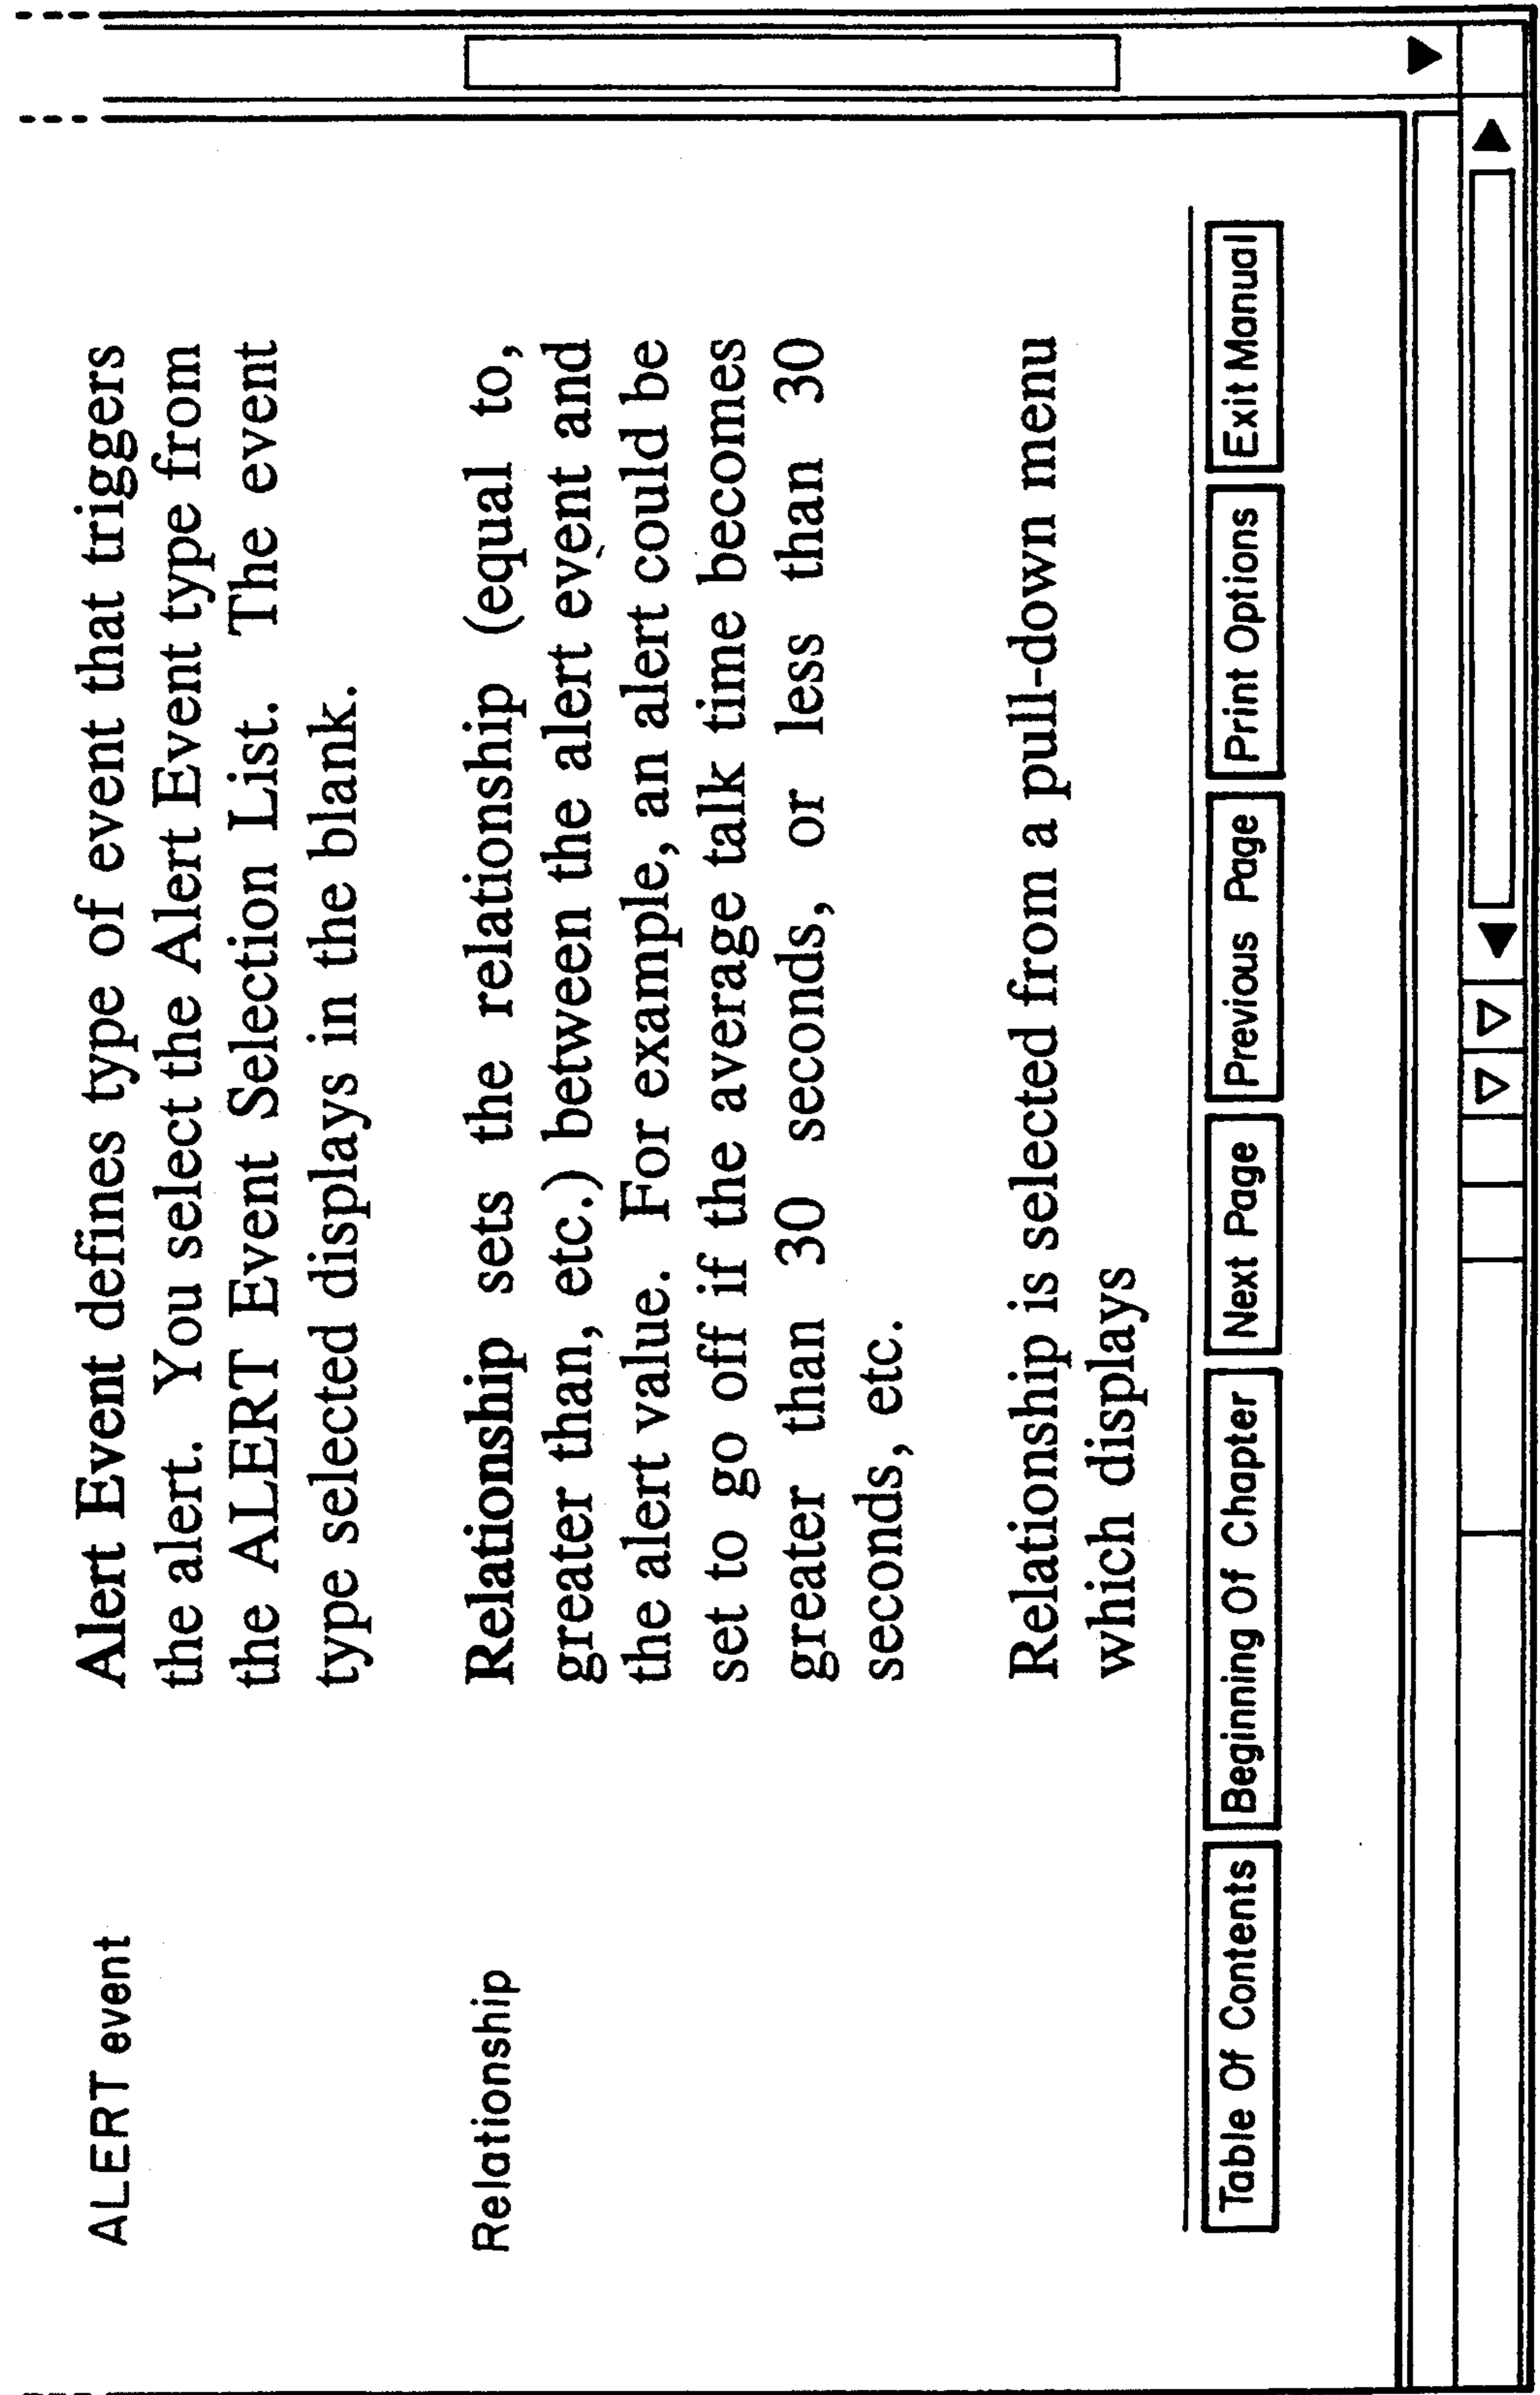 ALERT event
Alert Event defines type of event that triggers
the alert. You select the Alert Event type from
the ALERT Event Selection List. The event
type selected displays in the blank.
Relationship
Relationship sets the relationship (equal to,
greater than, etc.) between the alert event and
the alert value. For example, an alert could be
set to go off if the average talk time becomes
greater than 30 seconds, or less than 30
seconds, etc.
Relationship is selected from a pull-down menu
which displays
Table Of Contents Beginning Of Chapter Next Page Previous Page Print Options Exit Manual